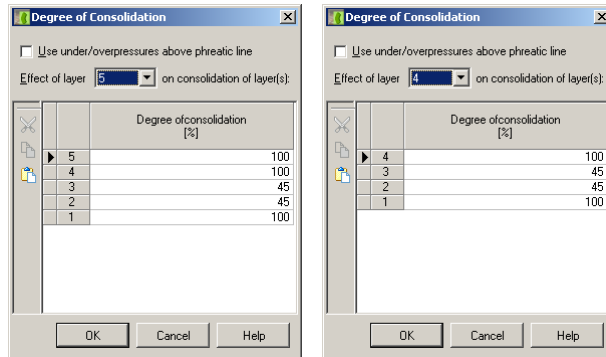 Degree of Consolidation
Use under/overpressures above phreatic line
Effect of layer 5 on consolidation of layer(s):
Degree ofconsolidation
[%]
5 100
4 100
3 45
2 45
1 100
OK Cancel Help
Degree of Consolidation
Use under/overpressures above phreatic line
Effect of layer 4 on consolidation of layer(s):
Degree ofconsolidation
[%]
4 100
3 45
2 45
1 100
OK Cancel Help